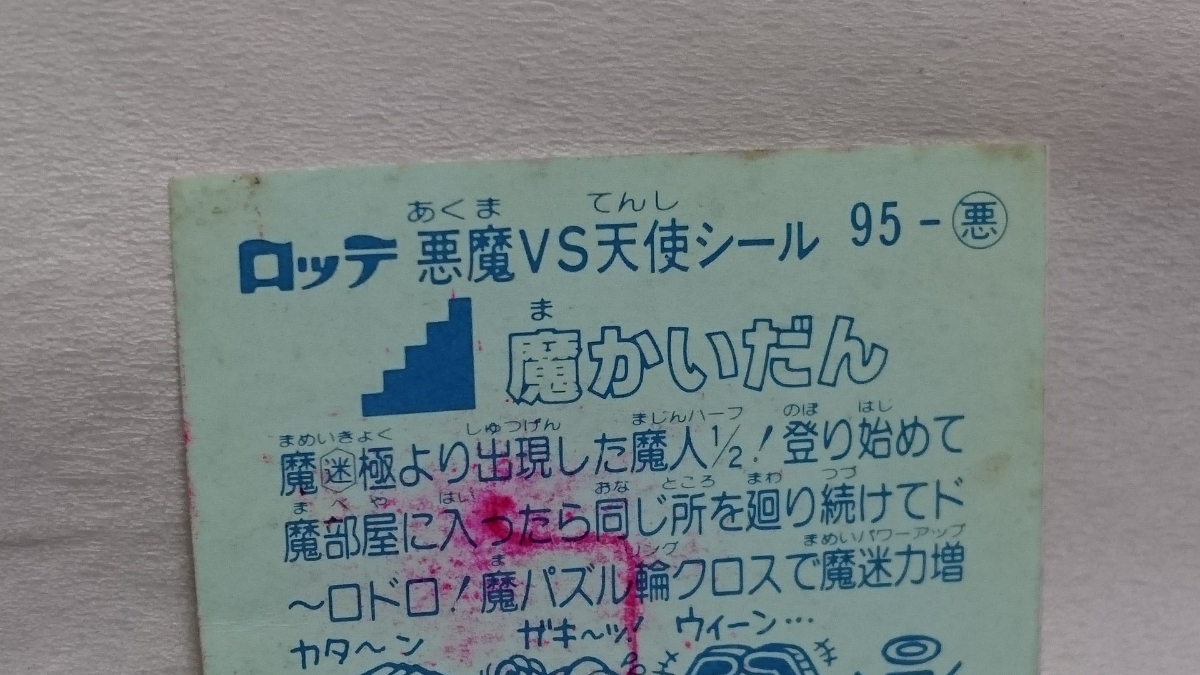 ロッテ 悪魔VS天使シール 95-悪
あくま てんし
魔かいだん
ま
魔迷極より出現した魔人½!登り始めて
まめいきよく しゅつげん まじんハーフ のぼ はじ
魔部屋に入ったら同じ所を廻り続けてド
まべや はい おな ところ まわ つづ
〜ロドロ!魔パズル輪クロスで魔迷力増
ま リング まめいパワーアップ
カタ〜ン ガキ〜ッ! ウィーン…